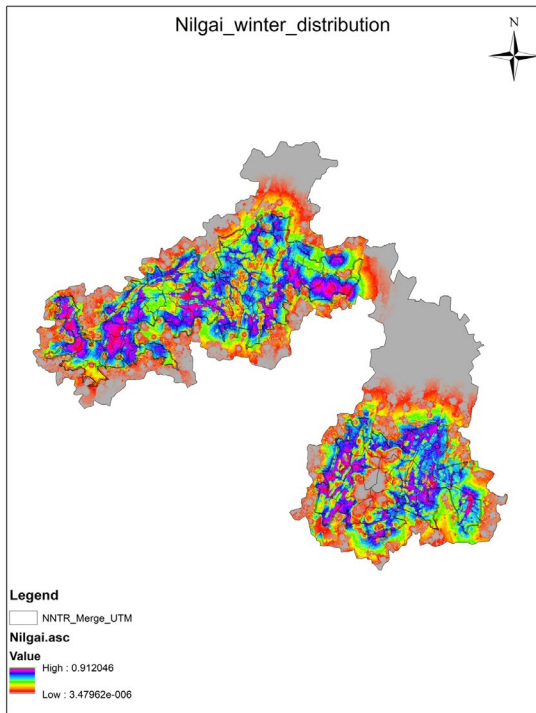 Nilgai_winter_distribution
N
Legend
NNTR_Merge_UTM
Nilgai.asc
Value
High : 0.912046
Low : 3.47962e-006